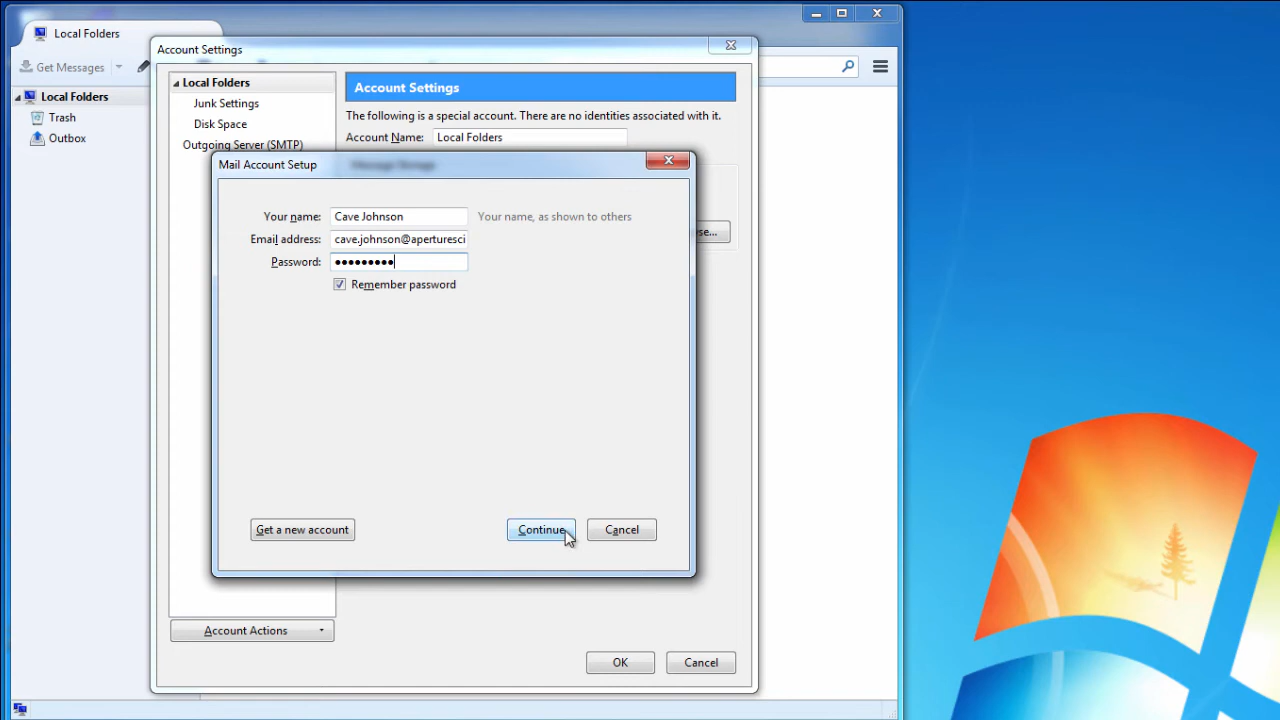 Local Folders
Account Settings
Get Messages
Local Folders
Trash
Outbox
Local Folders
Junk Settings
Disk Space
Outgoing Server (SMTP)
Account Settings
The following is a special account. There are no identities associated with it.
Account Name: Local Folders
Message Storage
Mail Account Setup
Your name: Cave Johnson Your name, as shown to others
Email address: cave.johnson@aperturesci
Password: •••••••••
Remember password
se...
Get a new account Continue Cancel
Account Actions
OK Cancel